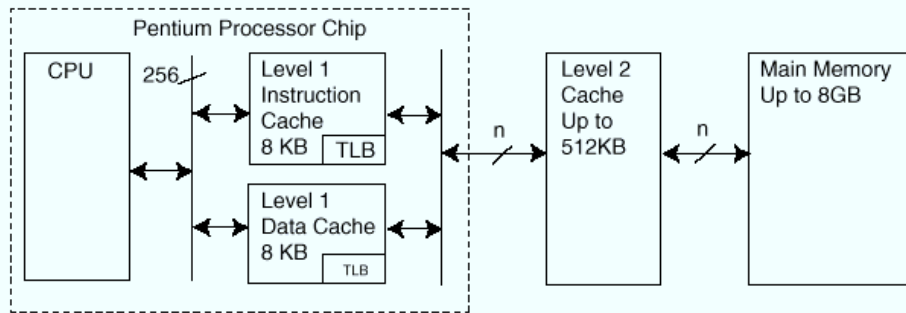 Pentium Processor Chip
CPU
256
Level 1
Instruction
Cache
8 KB
TLB
Level 1
Data Cache
8 KB
TLB
n
Level 2
Cache
Up to
512KB
n
Main Memory
Up to 8GB